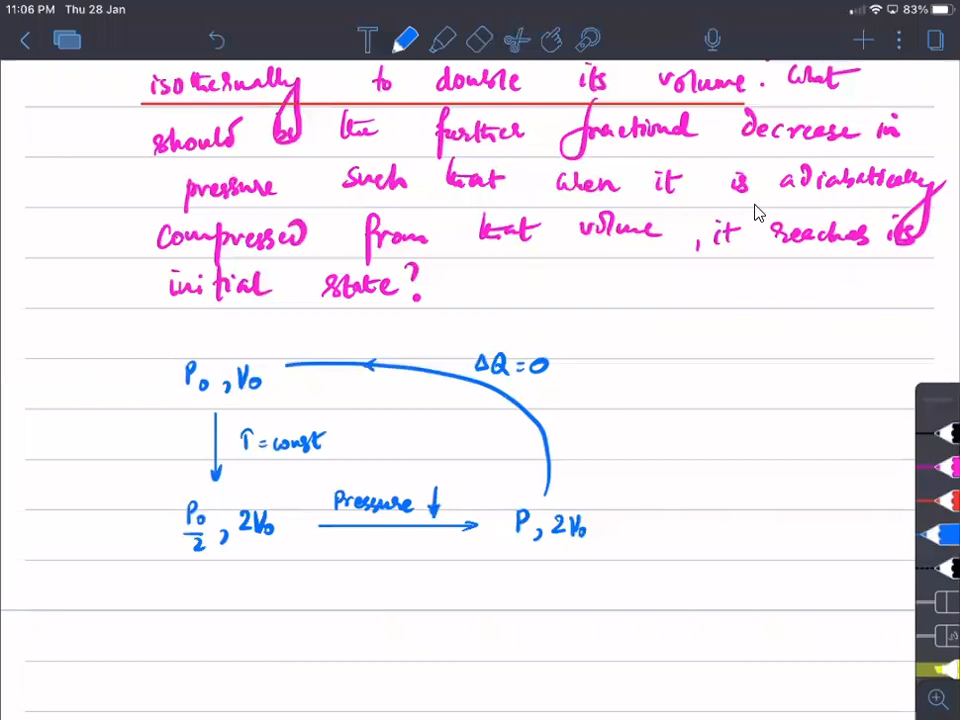 11:06 PM Thu 28 Jan
83%
isothermally to double its volume. What
should be the further fractional decrease in
pressure such that when it is adiabatically
compressed from that volume, it reaches its
initial state?
P₀, V₀
ΔQ = 0
T = const
P₀/2, 2V₀
Pressure ↓
P, 2V₀